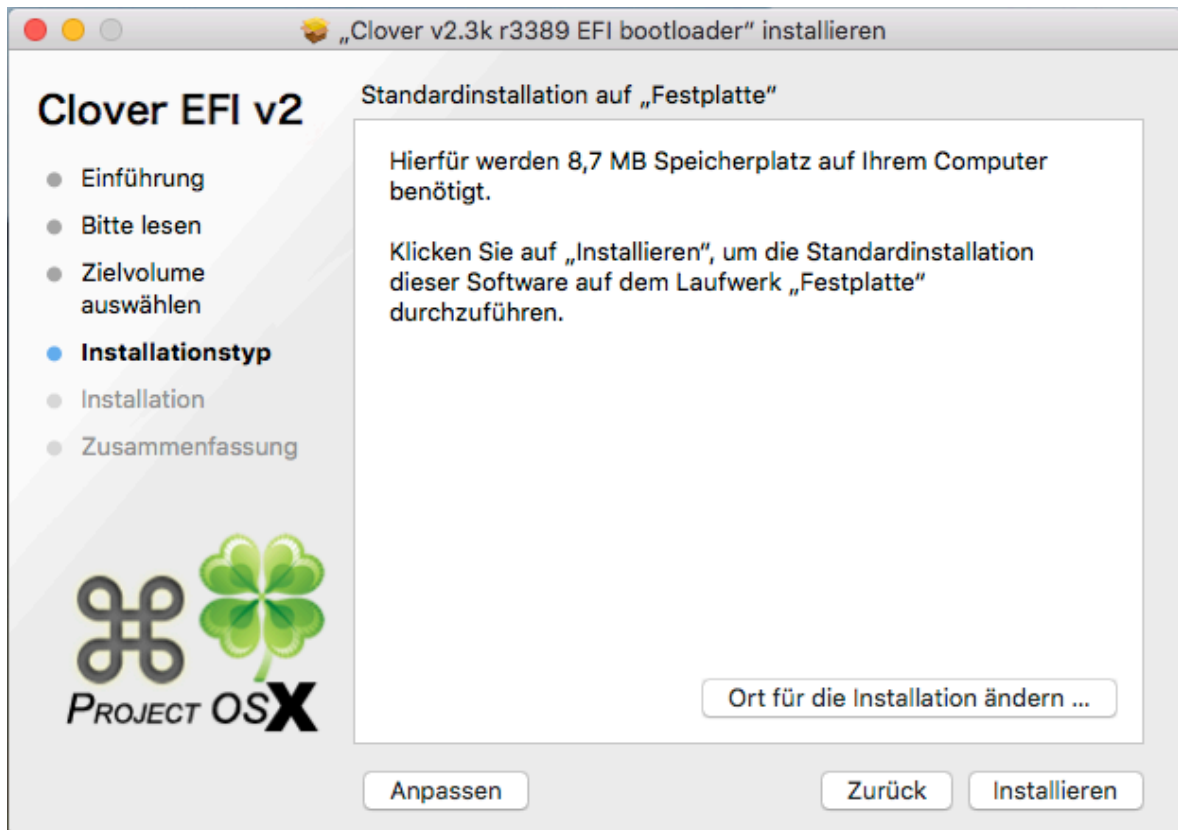 „Clover v2.3k r3389 EFI bootloader“ installieren
Clover EFI v2
Einführung
Bitte lesen
Zielvolume
auswählen
Installationstyp
Installation
Zusammenfassung
PROJECT OSX
Standardinstallation auf „Festplatte“
Hierfür werden 8,7 MB Speicherplatz auf Ihrem Computer
benötigt.
Klicken Sie auf „Installieren“, um die Standardinstallation
dieser Software auf dem Laufwerk „Festplatte“
durchzuführen.
Ort für die Installation ändern ...
Anpassen
Zurück
Installieren